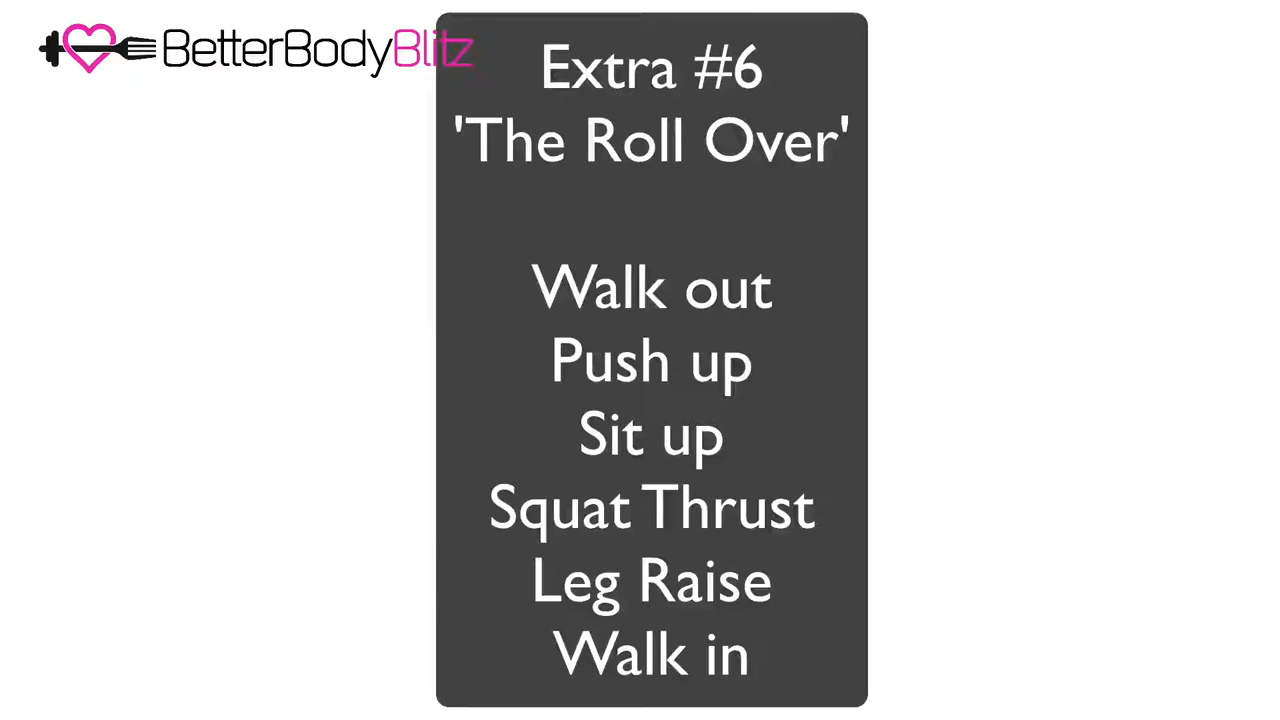 BetterBodyBlitz
Extra #6
'The Roll Over'
Walk out
Push up
Sit up
Squat Thrust
Leg Raise
Walk in